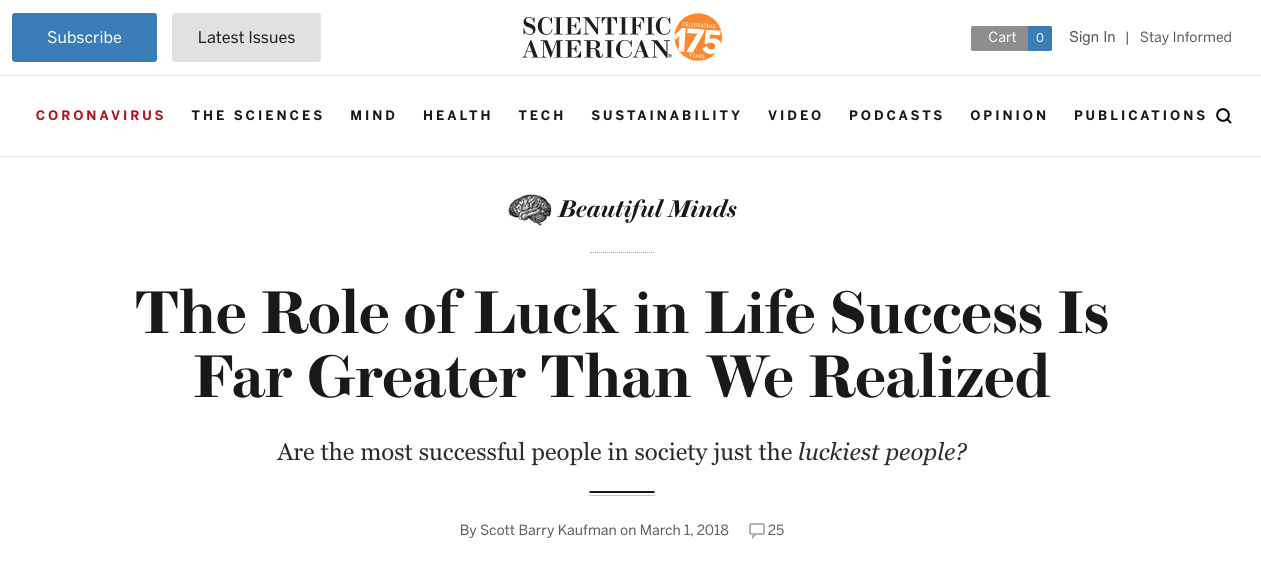 Subscribe
Latest Issues
SCIENTIFIC
AMERICAN®
CELEBRATING
175
YEARS
Cart 0
Sign In | Stay Informed
CORONAVIRUS THE SCIENCES MIND HEALTH TECH SUSTAINABILITY VIDEO PODCASTS OPINION PUBLICATIONS
Beautiful Minds
The Role of Luck in Life Success Is
Far Greater Than We Realized
Are the most successful people in society just the luckiest people?
By Scott Barry Kaufman on March 1, 2018 25